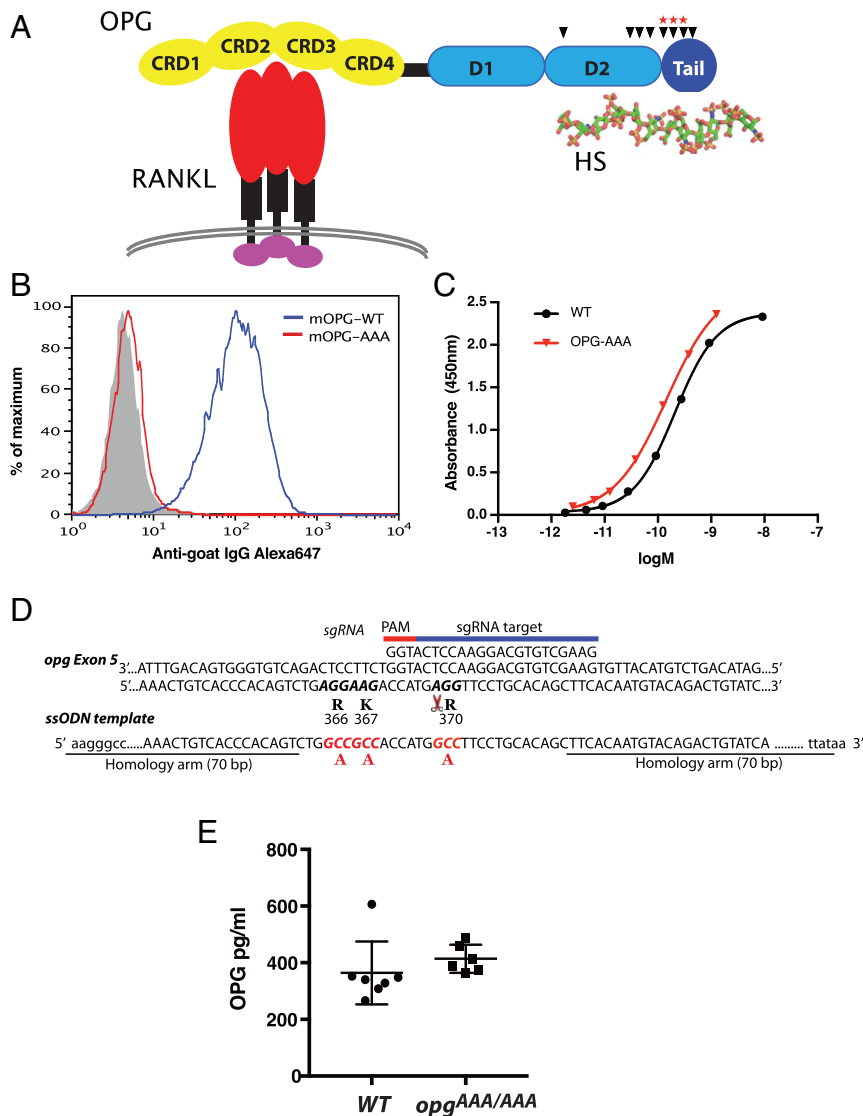 A
OPG
CRD1
CRD2
CRD3
CRD4
D1
D2
Tail
HS
RANKL
B
100
80
60
40
20
0
10⁰
10¹
10²
10³
10⁴
% of maximum
Anti-goat IgG Alexa647
mOPG–WT
mOPG–AAA
C
2.5
2.0
1.5
1.0
0.5
0.0
-13
-12
-11
-10
-9
-8
-7
Absorbance (450nm)
logM
WT
OPG-AAA
D
sgRNA
PAM
sgRNA target
GGTACTCCAAGGACGTGTCGAAG
opg Exon 5
3’...ATTTGACAGTGGGTGTCAGACTCCTTCTGGTACTCCAAGGACGTGTCGAAGTGTTACATGTCTGACATAG...5’
5’...AAACTGTCACCCACAGTCTGAGGAAGACCATGAGGTTCCTGCACAGCTTCACAATGTACAGACTGTATC...3’
R K R
366 367 370
ssODN template
5’ aagggcc.....AAACTGTCACCCACAGTCTGGCCGCCACCATGGCCTTCCTGCACAGCTTCACAATGTACAGACTGTATCA ......... ttataa 3’
A A A
Homology arm (70 bp)
Homology arm (70 bp)
E
800
600
400
200
0
OPG pg/ml
WT
opgAAA/AAA